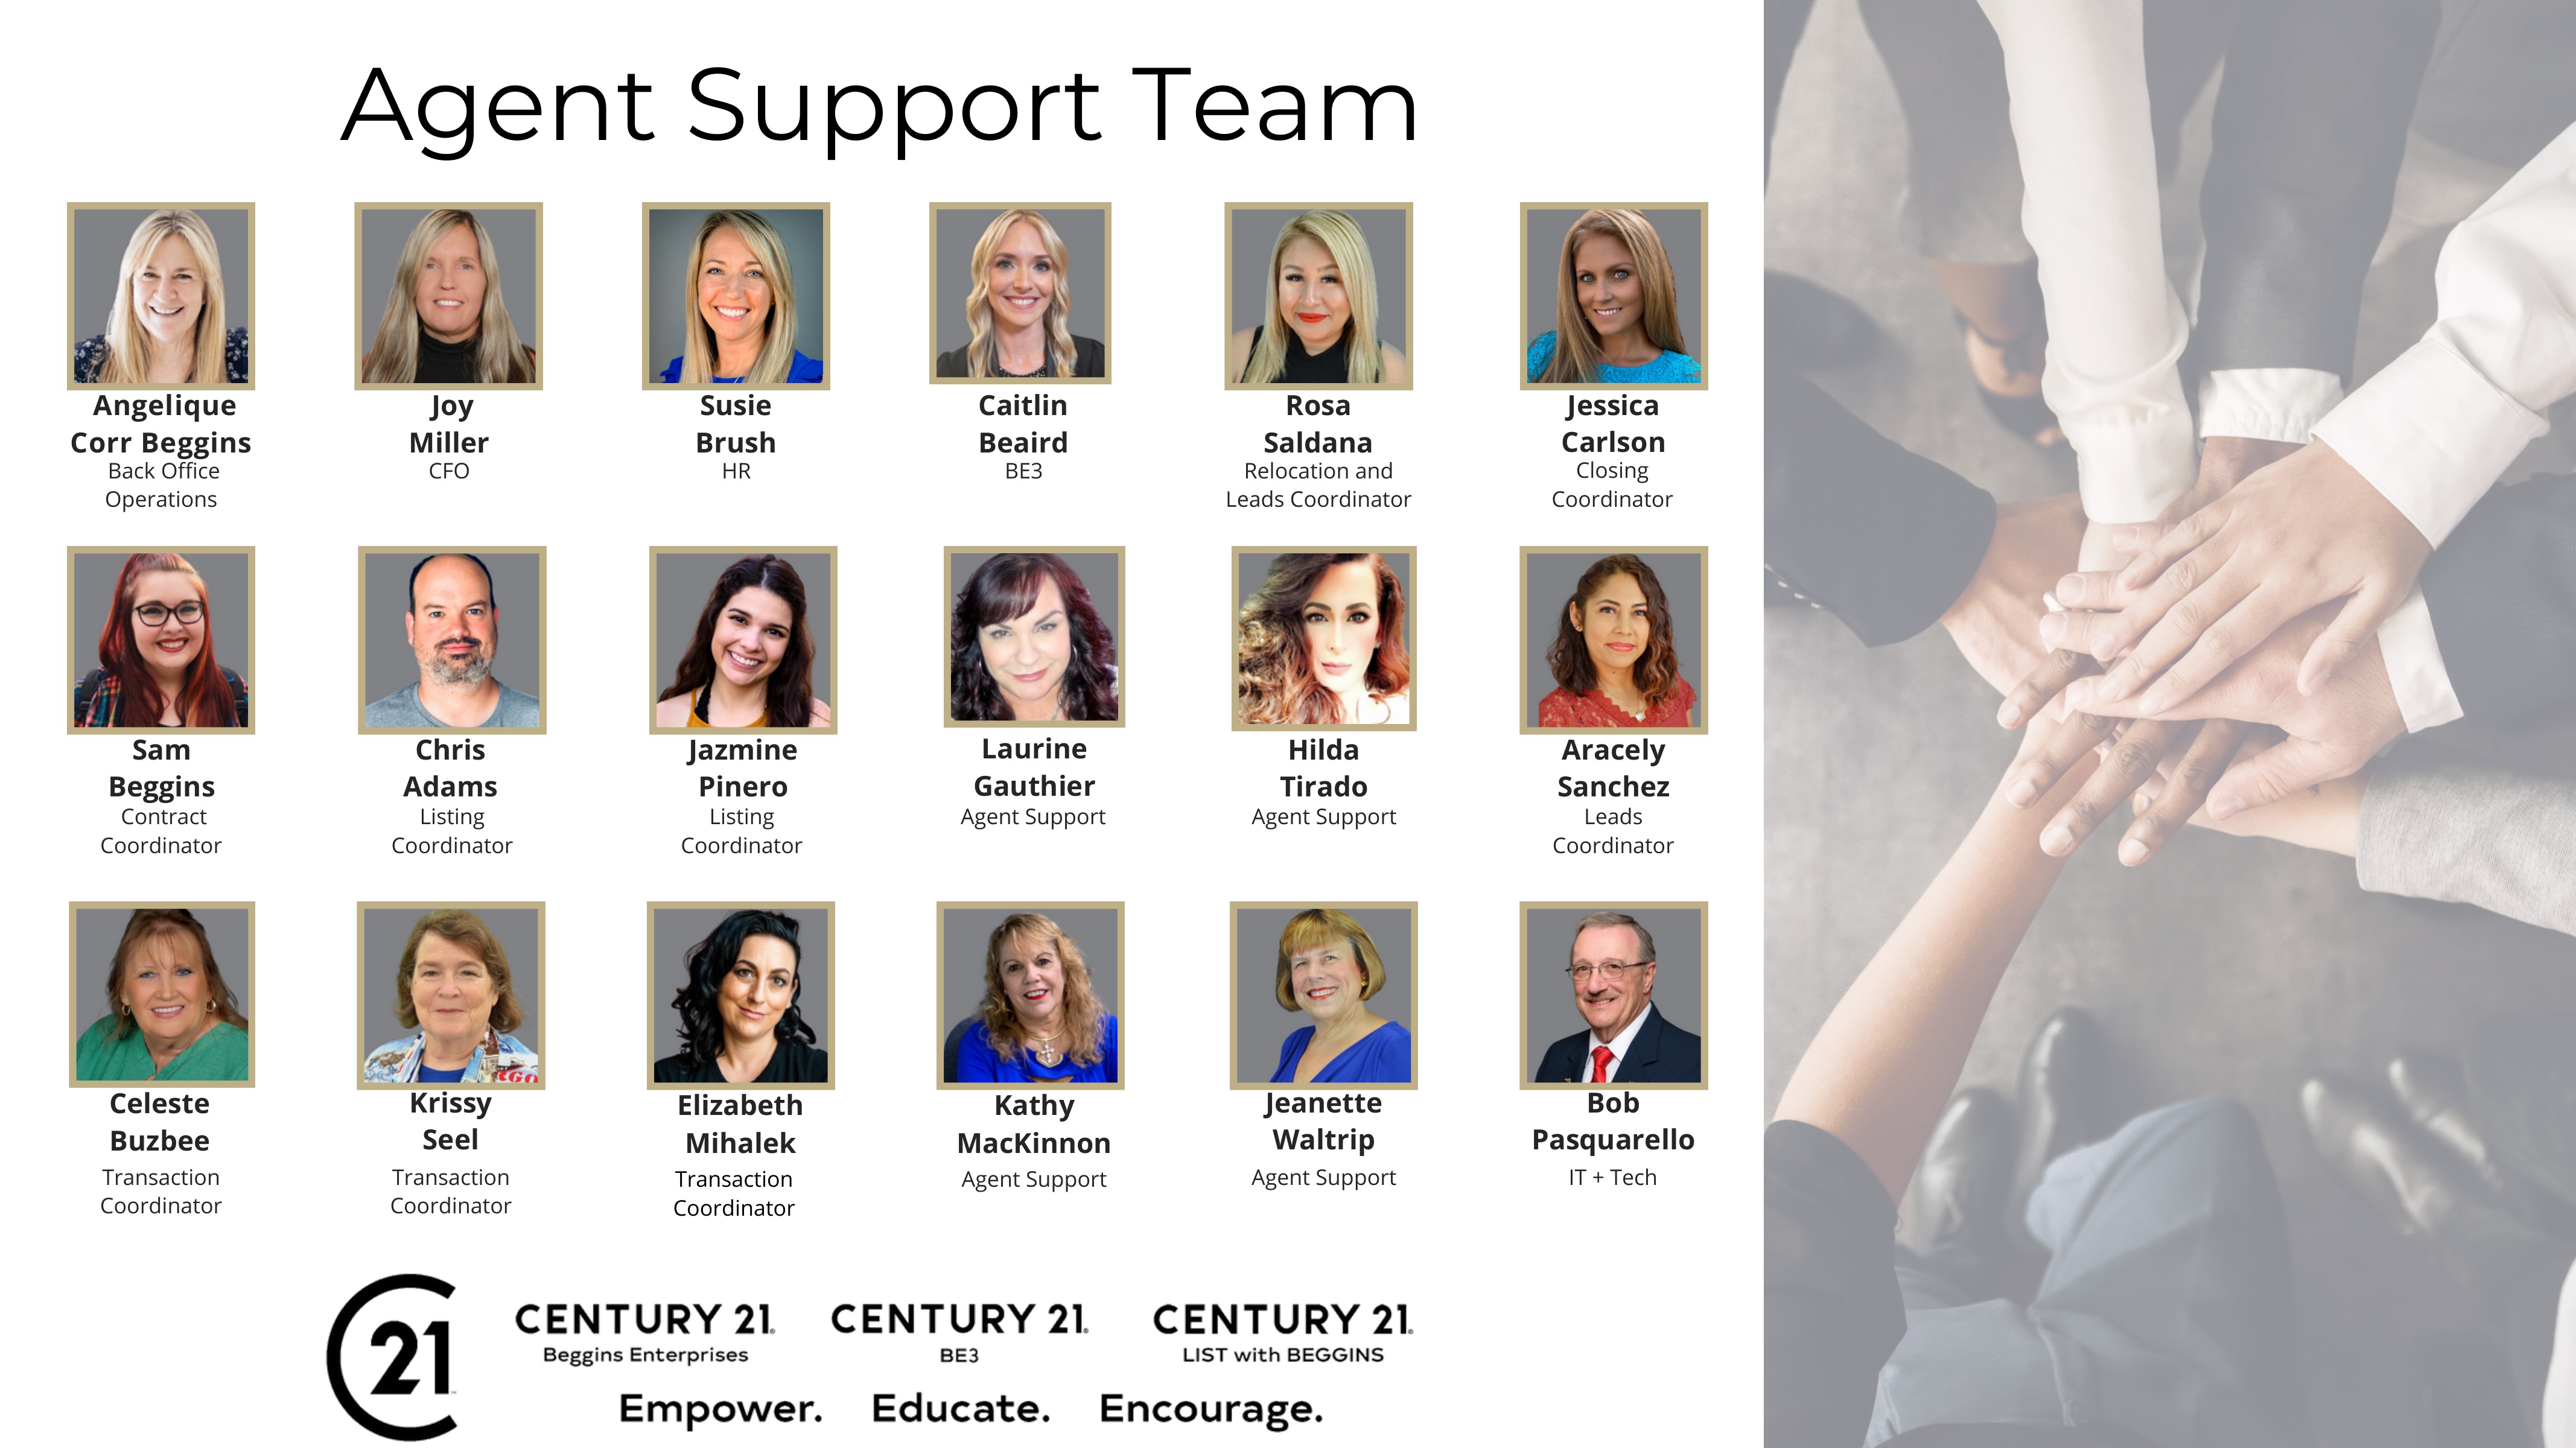 Agent Support Team
Angelique
Corr Beggins
Back Office
Operations
Joy
Miller
CFO
Susie
Brush
HR
Caitlin
Beaird
BE3
Rosa
Saldana
Relocation and
Leads Coordinator
Jessica
Carlson
Closing
Coordinator
Sam
Beggins
Contract
Coordinator
Chris
Adams
Listing
Coordinator
Jazmine
Pinero
Listing
Coordinator
Laurine
Gauthier
Agent Support
Hilda
Tirado
Agent Support
Aracely
Sanchez
Leads
Coordinator
Celeste
Buzbee
Transaction
Coordinator
Krissy
Seel
Transaction
Coordinator
Elizabeth
Mihalek
Transaction
Coordinator
Kathy
MacKinnon
Agent Support
Jeanette
Waltrip
Agent Support
Bob
Pasquarello
IT + Tech
C21
CENTURY 21®
Beggins Enterprises
CENTURY 21®
BE3
CENTURY 21®
LIST with BEGGINS
Empower. Educate. Encourage.